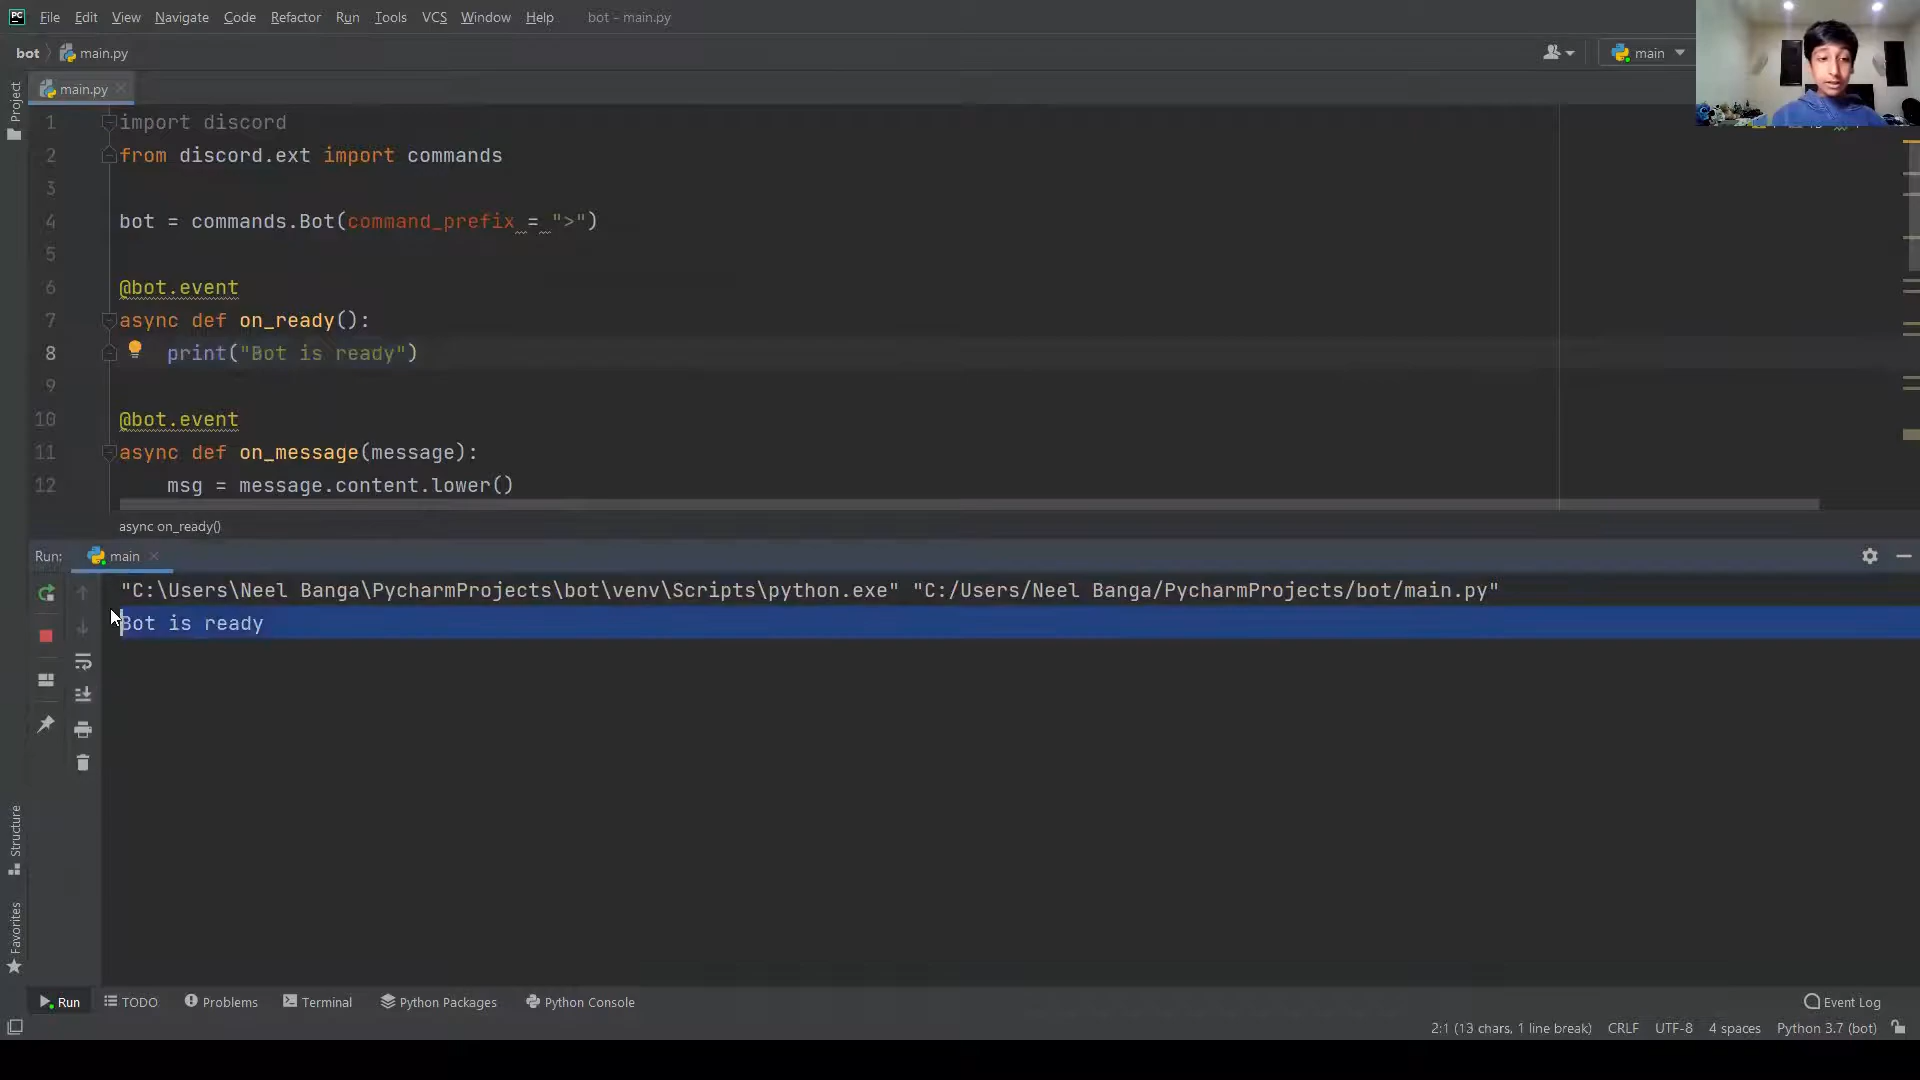 PC File Edit View Navigate Code Refactor Run Tools VCS Window Help bot - main.py
bot main.py main
Project
main.py
1 import discord
2 from discord.ext import commands
3
4 bot = commands.Bot(command_prefix = ">")
5
6 @bot.event
7 async def on_ready():
8 print("Bot is ready")
9
10 @bot.event
11 async def on_message(message):
12 msg = message.content.lower()
async on_ready()
Run: main
"C:\Users\Neel Banga\PycharmProjects\bot\venv\Scripts\python.exe" "C:/Users/Neel Banga/PycharmProjects/bot/main.py"
Bot is ready
Structure
Favorites
Run TODO Problems Terminal Python Packages Python Console Event Log
2:1 (13 chars, 1 line break) CRLF UTF-8 4 spaces Python 3.7 (bot)